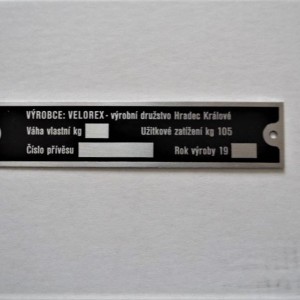 VÝROBCE: VELOREX - výrobní družstvo Hradec Králové
Váha vlastní kg Užitkové zatížení kg 105
Číslo přívěsu Rok výroby 19